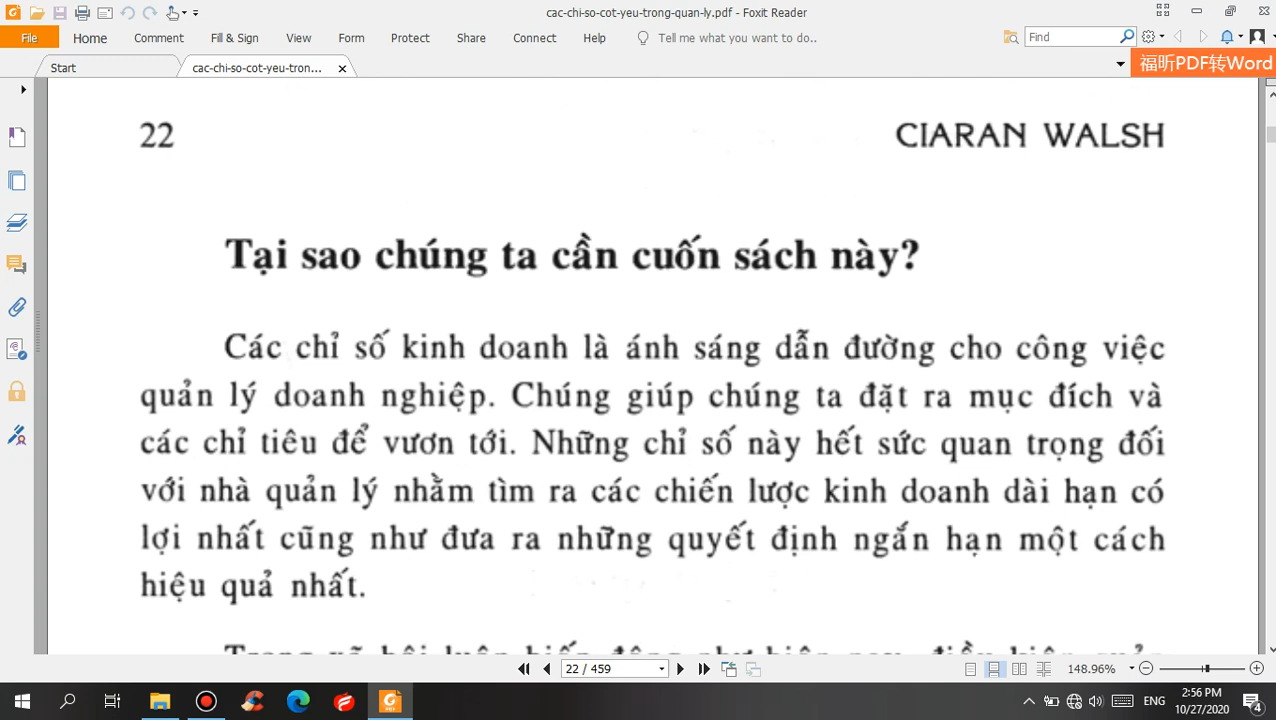 cac-chi-so-cot-yeu-trong-quan-ly.pdf - Foxit Reader
File Home Comment Fill & Sign View Form Protect Share Connect Help Tell me what you want to do.. Find
Start cac-chi-so-cot-yeu-tron... 福昕PDF转Word
22 CIARAN WALSH
Tại sao chúng ta cần cuốn sách này?
Các chỉ số kinh doanh là ánh sáng dẫn đường cho công việc
quản lý doanh nghiệp. Chúng giúp chúng ta đặt ra mục đích và
các chỉ tiêu để vươn tới. Những chỉ số này hết sức quan trọng đối
với nhà quản lý nhằm tìm ra các chiến lược kinh doanh dài hạn có
lợi nhất cũng như đưa ra những quyết định ngắn hạn một cách
hiệu quả nhất.
22 / 459 148.96%
ENG 2:56 PM
10/27/2020 4